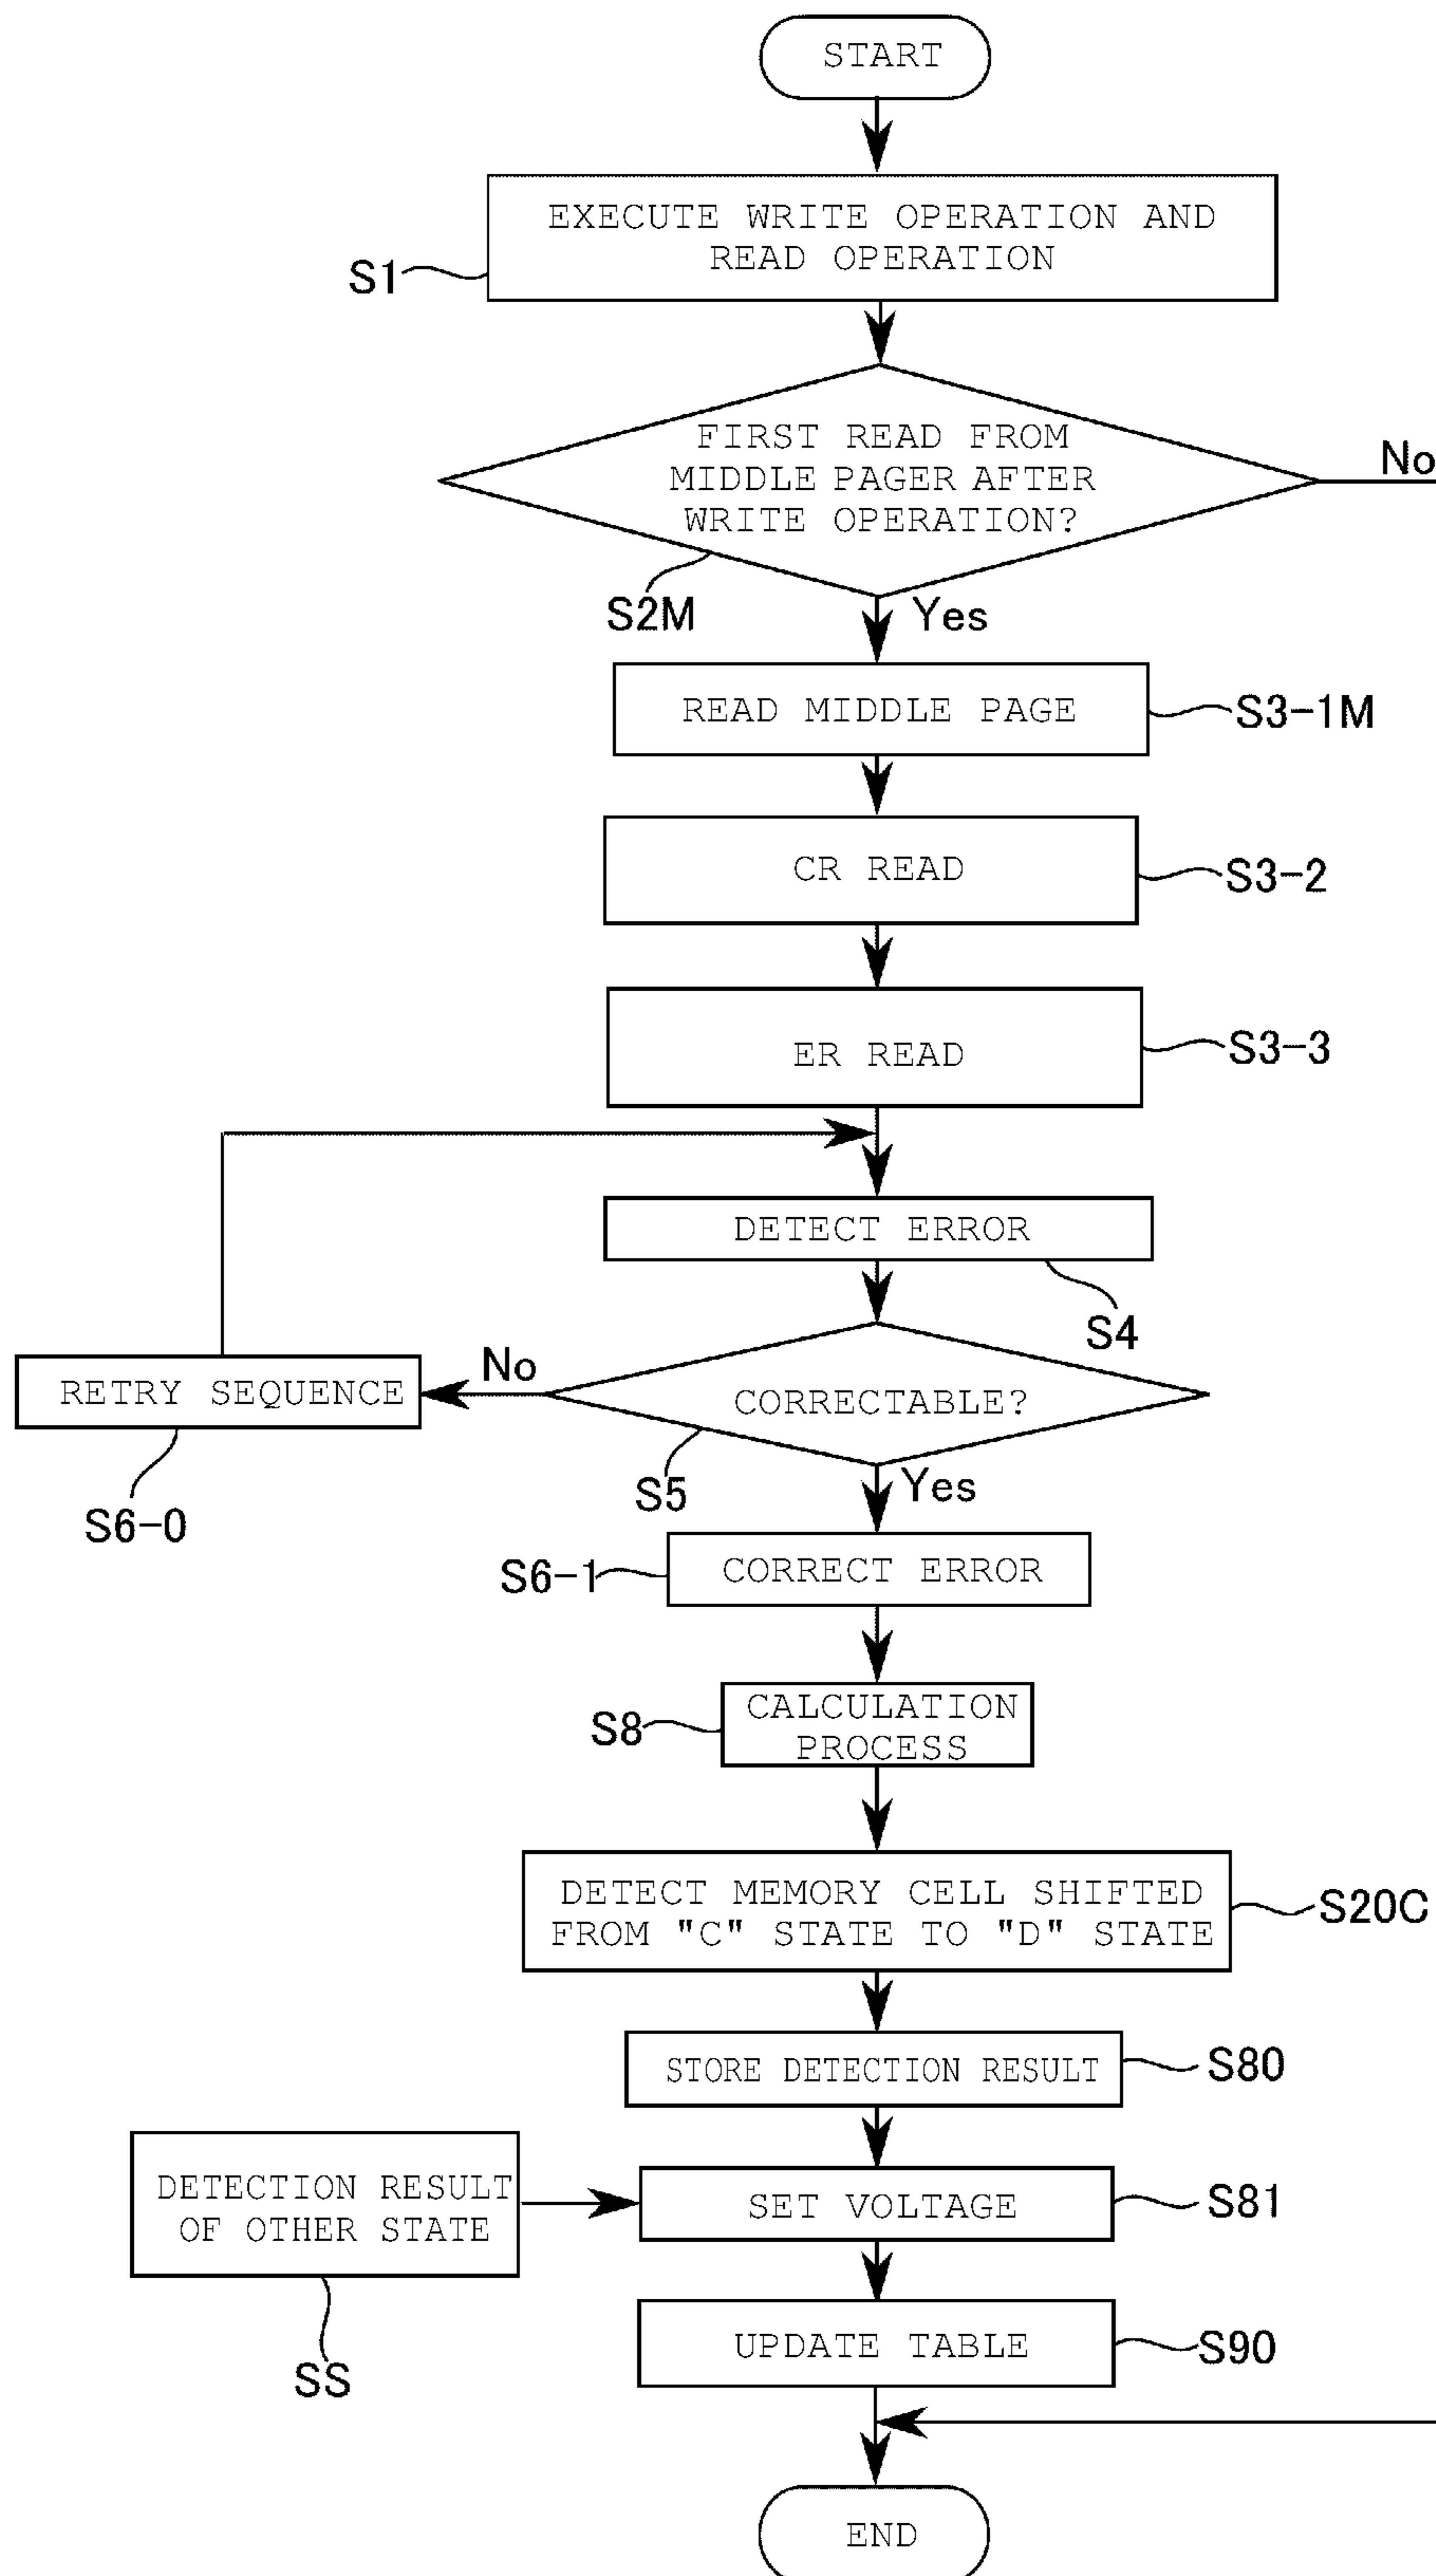 START
EXECUTE WRITE OPERATION AND
READ OPERATION
S1
FIRST READ FROM
MIDDLE PAGER AFTER
WRITE OPERATION?
No
S2M
Yes
READ MIDDLE PAGE
S3-1M
CR READ
S3-2
ER READ
S3-3
DETECT ERROR
S4
CORRECTABLE?
No
RETRY SEQUENCE
S6-0
S5
Yes
CORRECT ERROR
S6-1
CALCULATION
PROCESS
S8
DETECT MEMORY CELL SHIFTED
FROM "C" STATE TO "D" STATE
S20C
STORE DETECTION RESULT
S80
DETECTION RESULT
OF OTHER STATE
SS
SET VOLTAGE
S81
UPDATE TABLE
S90
END